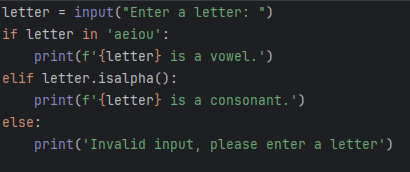 letter = input("Enter a letter: ")
if letter in 'aeiou':
    print(f'{letter} is a vowel.')
elif letter.isalpha():
    print(f'{letter} is a consonant.')
else:
    print('Invalid input, please enter a letter')